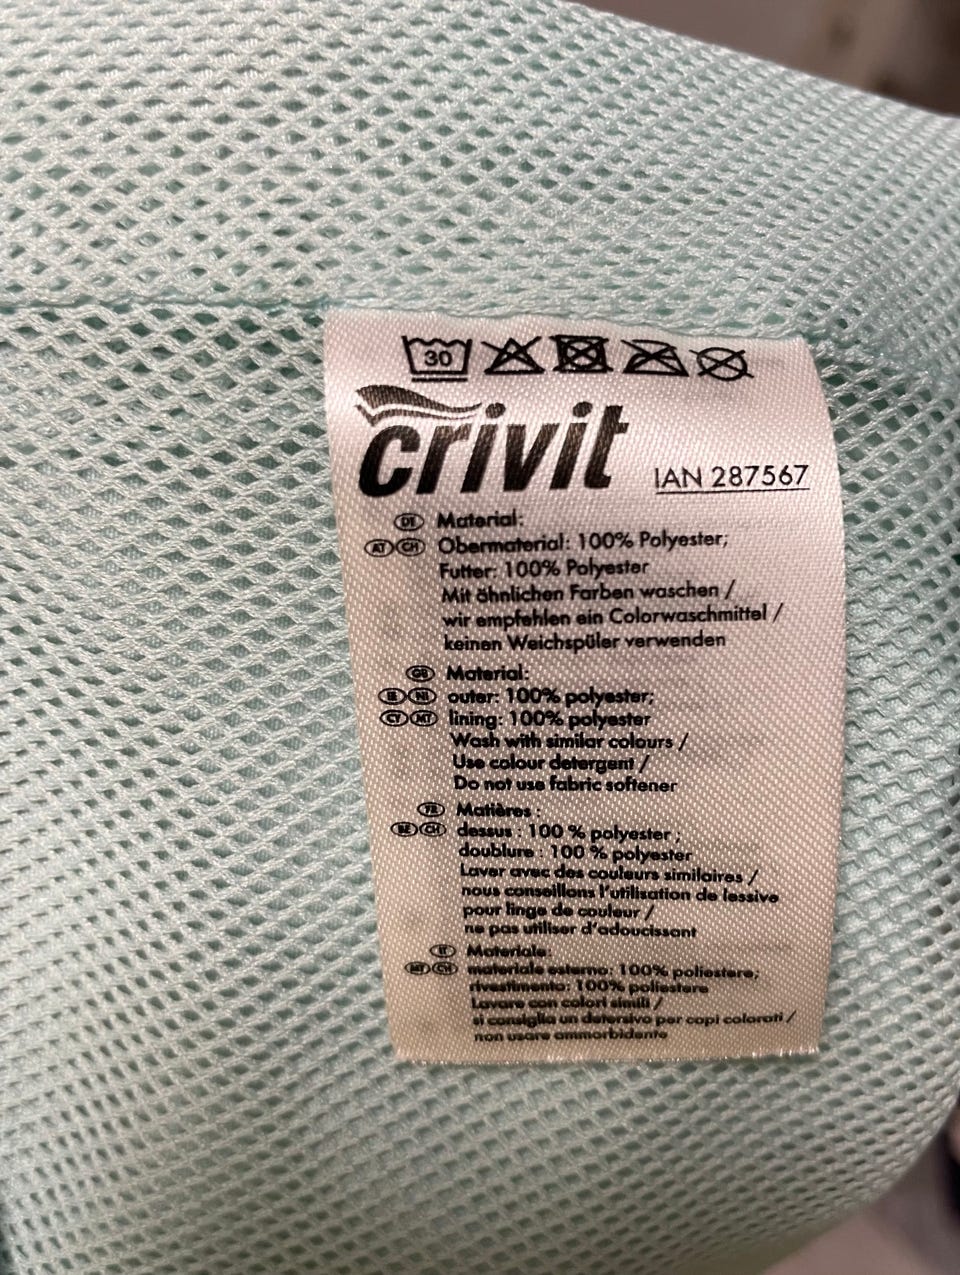 30
crivit
IAN 287567
DE Material:
AT CH Obermaterial: 100% Polyester;
Futter: 100% Polyester
Mit ähnlichen Farben waschen /
wir empfehlen ein Colorwaschmittel /
keinen Weichspüler verwenden
GB Material:
IE NI outer: 100% polyester;
CY MT lining: 100% polyester
Wash with similar colours /
Use colour detergent /
Do not use fabric softener
FR Matières :
BE CH dessus : 100 % polyester ;
doublure : 100 % polyester
Laver avec des couleurs similaires /
nous conseillons l'utilisation de lessive
pour linge de couleur /
ne pas utiliser d'adoucissant
IT Materiale:
MT CH materiale esterno: 100% poliestere;
rivestimento: 100% poliestere
Lavare con colori simili /
si consiglia un detersivo per capi colorati /
non usare ammorbidente